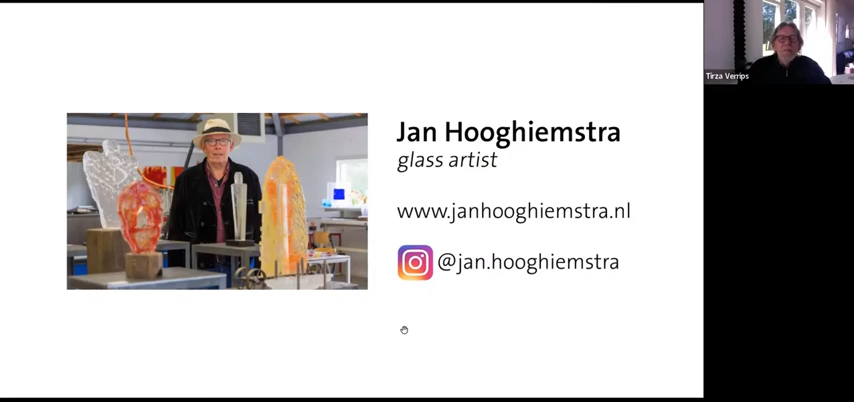 Jan Hooghiemstra
glass artist
www.janhooghiemstra.nl
@jan.hooghiemstra
Tirza Verrips